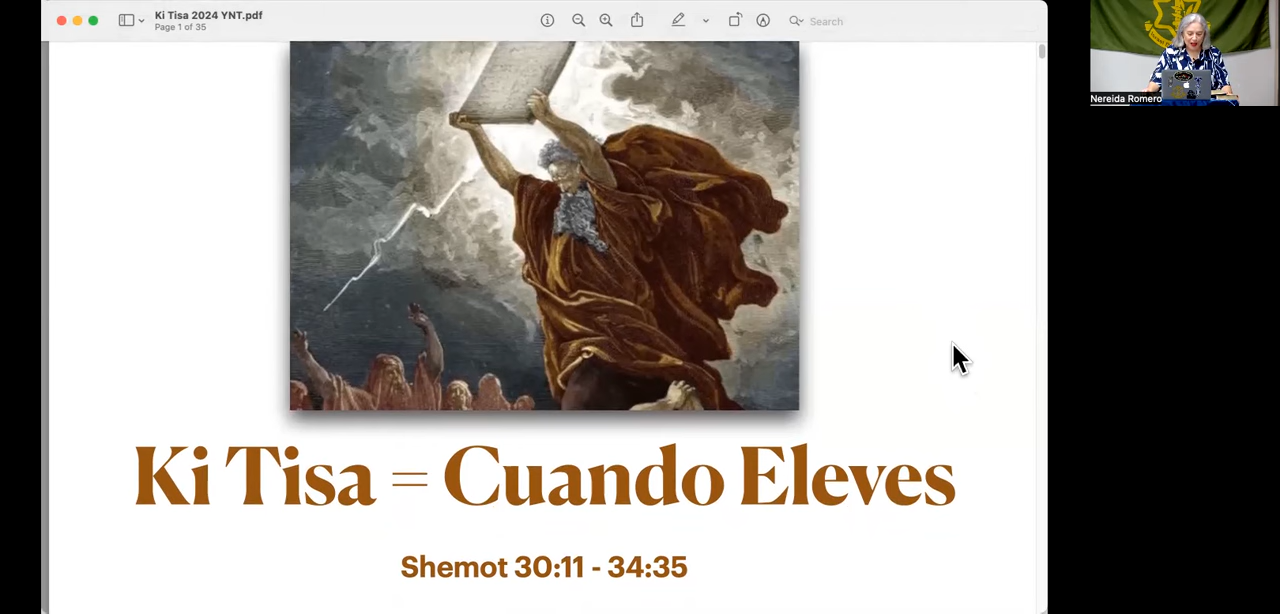 Ki Tisa 2024 YNT.pdf
Page 1 of 35
Search
Nereida Romero
Ki Tisa = Cuando Eleves
Shemot 30:11 - 34:35